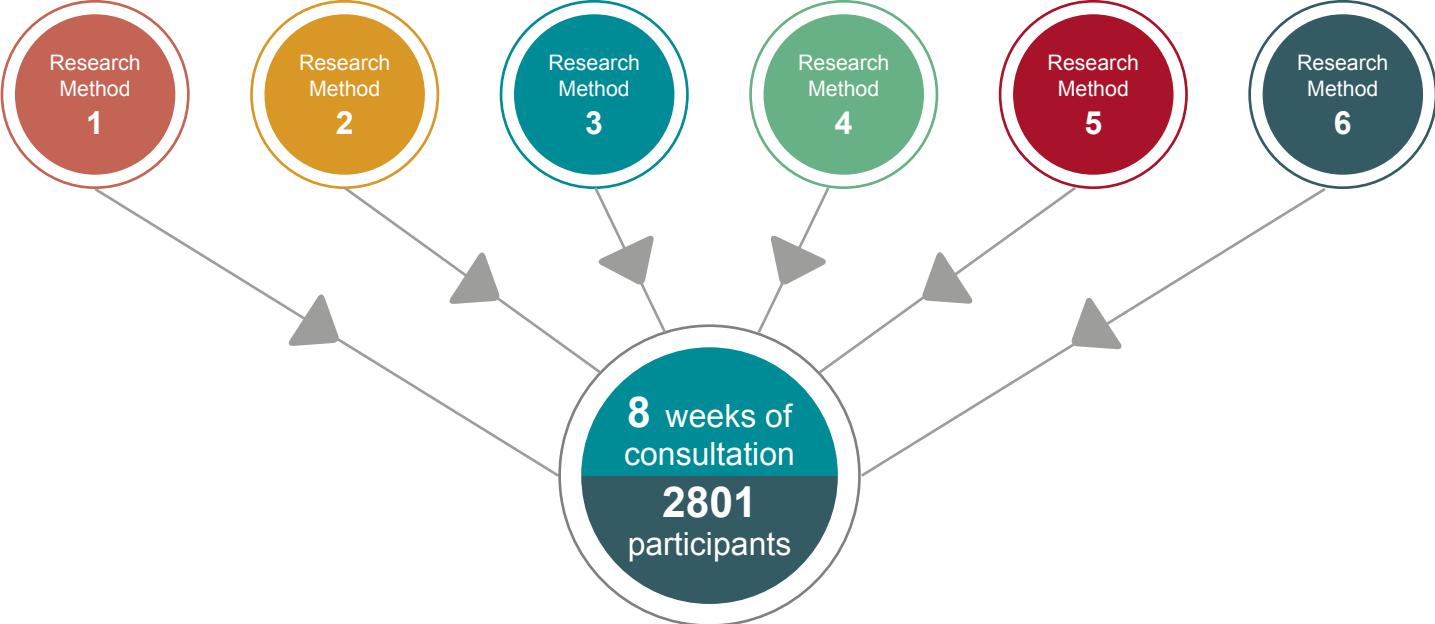 Research
Method
1
Research
Method
2
Research
Method
3
Research
Method
4
Research
Method
5
Research
Method
6
8 weeks of
consultation
2801
participants